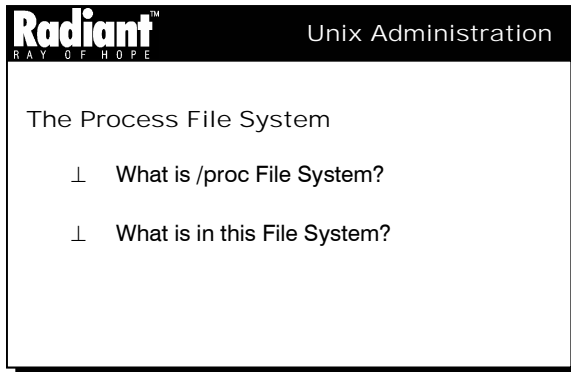 Radiant™
RAY OF HOPE
Unix Administration
The Process File System
⊥ What is /proc File System?
⊥ What is in this File System?